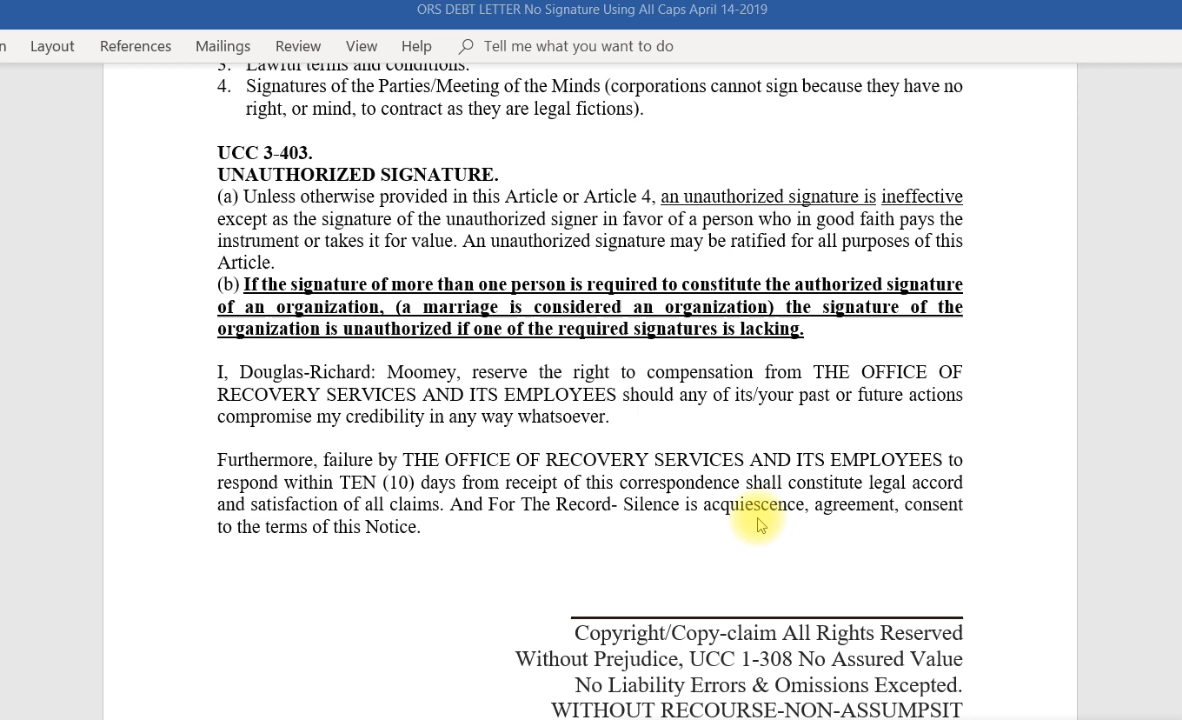 ORS DEBT LETTER No Signature Using All Caps April 14-2019
n Layout References Mailings Review View Help Tell me what you want to do
3. Lawful terms and conditions.
4. Signatures of the Parties/Meeting of the Minds (corporations cannot sign because they have no
right, or mind, to contract as they are legal fictions).
UCC 3-403.
UNAUTHORIZED SIGNATURE.
(a) Unless otherwise provided in this Article or Article 4, an unauthorized signature is ineffective
except as the signature of the unauthorized signer in favor of a person who in good faith pays the
instrument or takes it for value. An unauthorized signature may be ratified for all purposes of this
Article.
(b) If the signature of more than one person is required to constitute the authorized signature
of an organization, (a marriage is considered an organization) the signature of the
organization is unauthorized if one of the required signatures is lacking.
I, Douglas-Richard: Moomey, reserve the right to compensation from THE OFFICE OF
RECOVERY SERVICES AND ITS EMPLOYEES should any of its/your past or future actions
compromise my credibility in any way whatsoever.
Furthermore, failure by THE OFFICE OF RECOVERY SERVICES AND ITS EMPLOYEES to
respond within TEN (10) days from receipt of this correspondence shall constitute legal accord
and satisfaction of all claims. And For The Record- Silence is acquiescence, agreement, consent
to the terms of this Notice.
Copyright/Copy-claim All Rights Reserved
Without Prejudice, UCC 1-308 No Assured Value
No Liability Errors & Omissions Excepted.
WITHOUT RECOURSE-NON-ASSUMPSIT